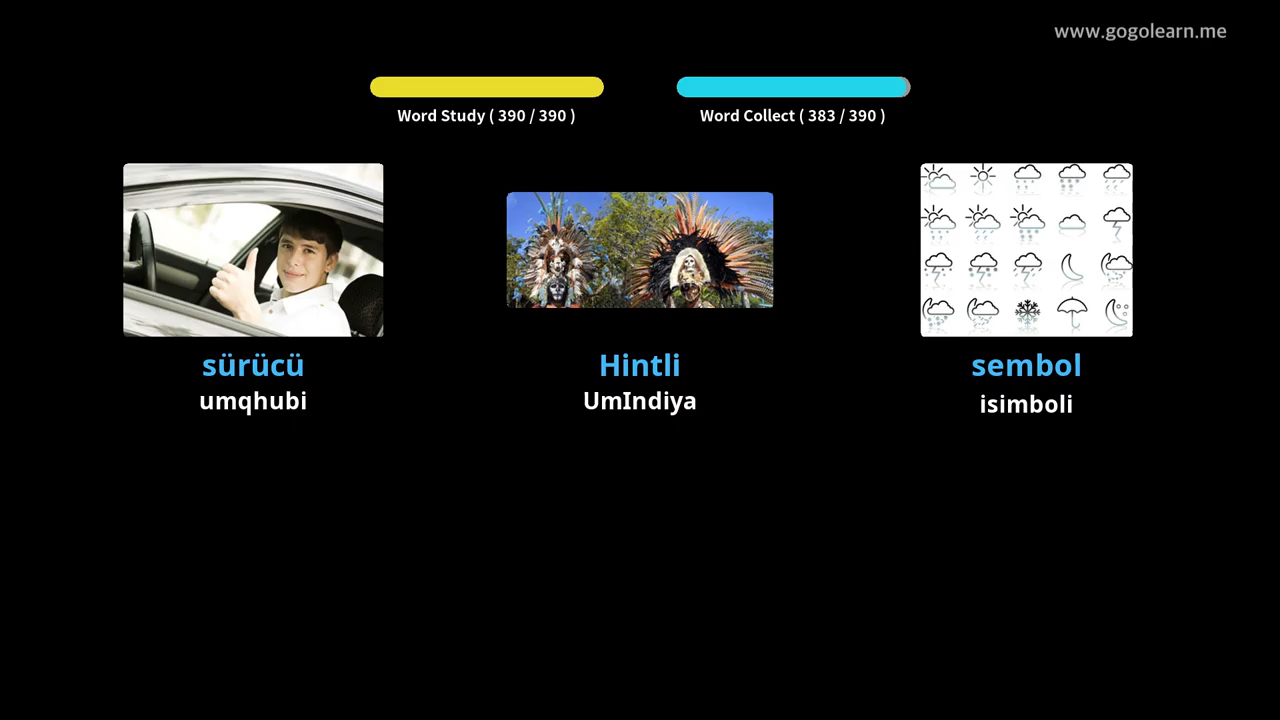 www.gogolearn.me
Word Study ( 390 / 390 )
Word Collect ( 383 / 390 )
sürücü
umqhubi
Hintli
UmIndiya
sembol
isimboli